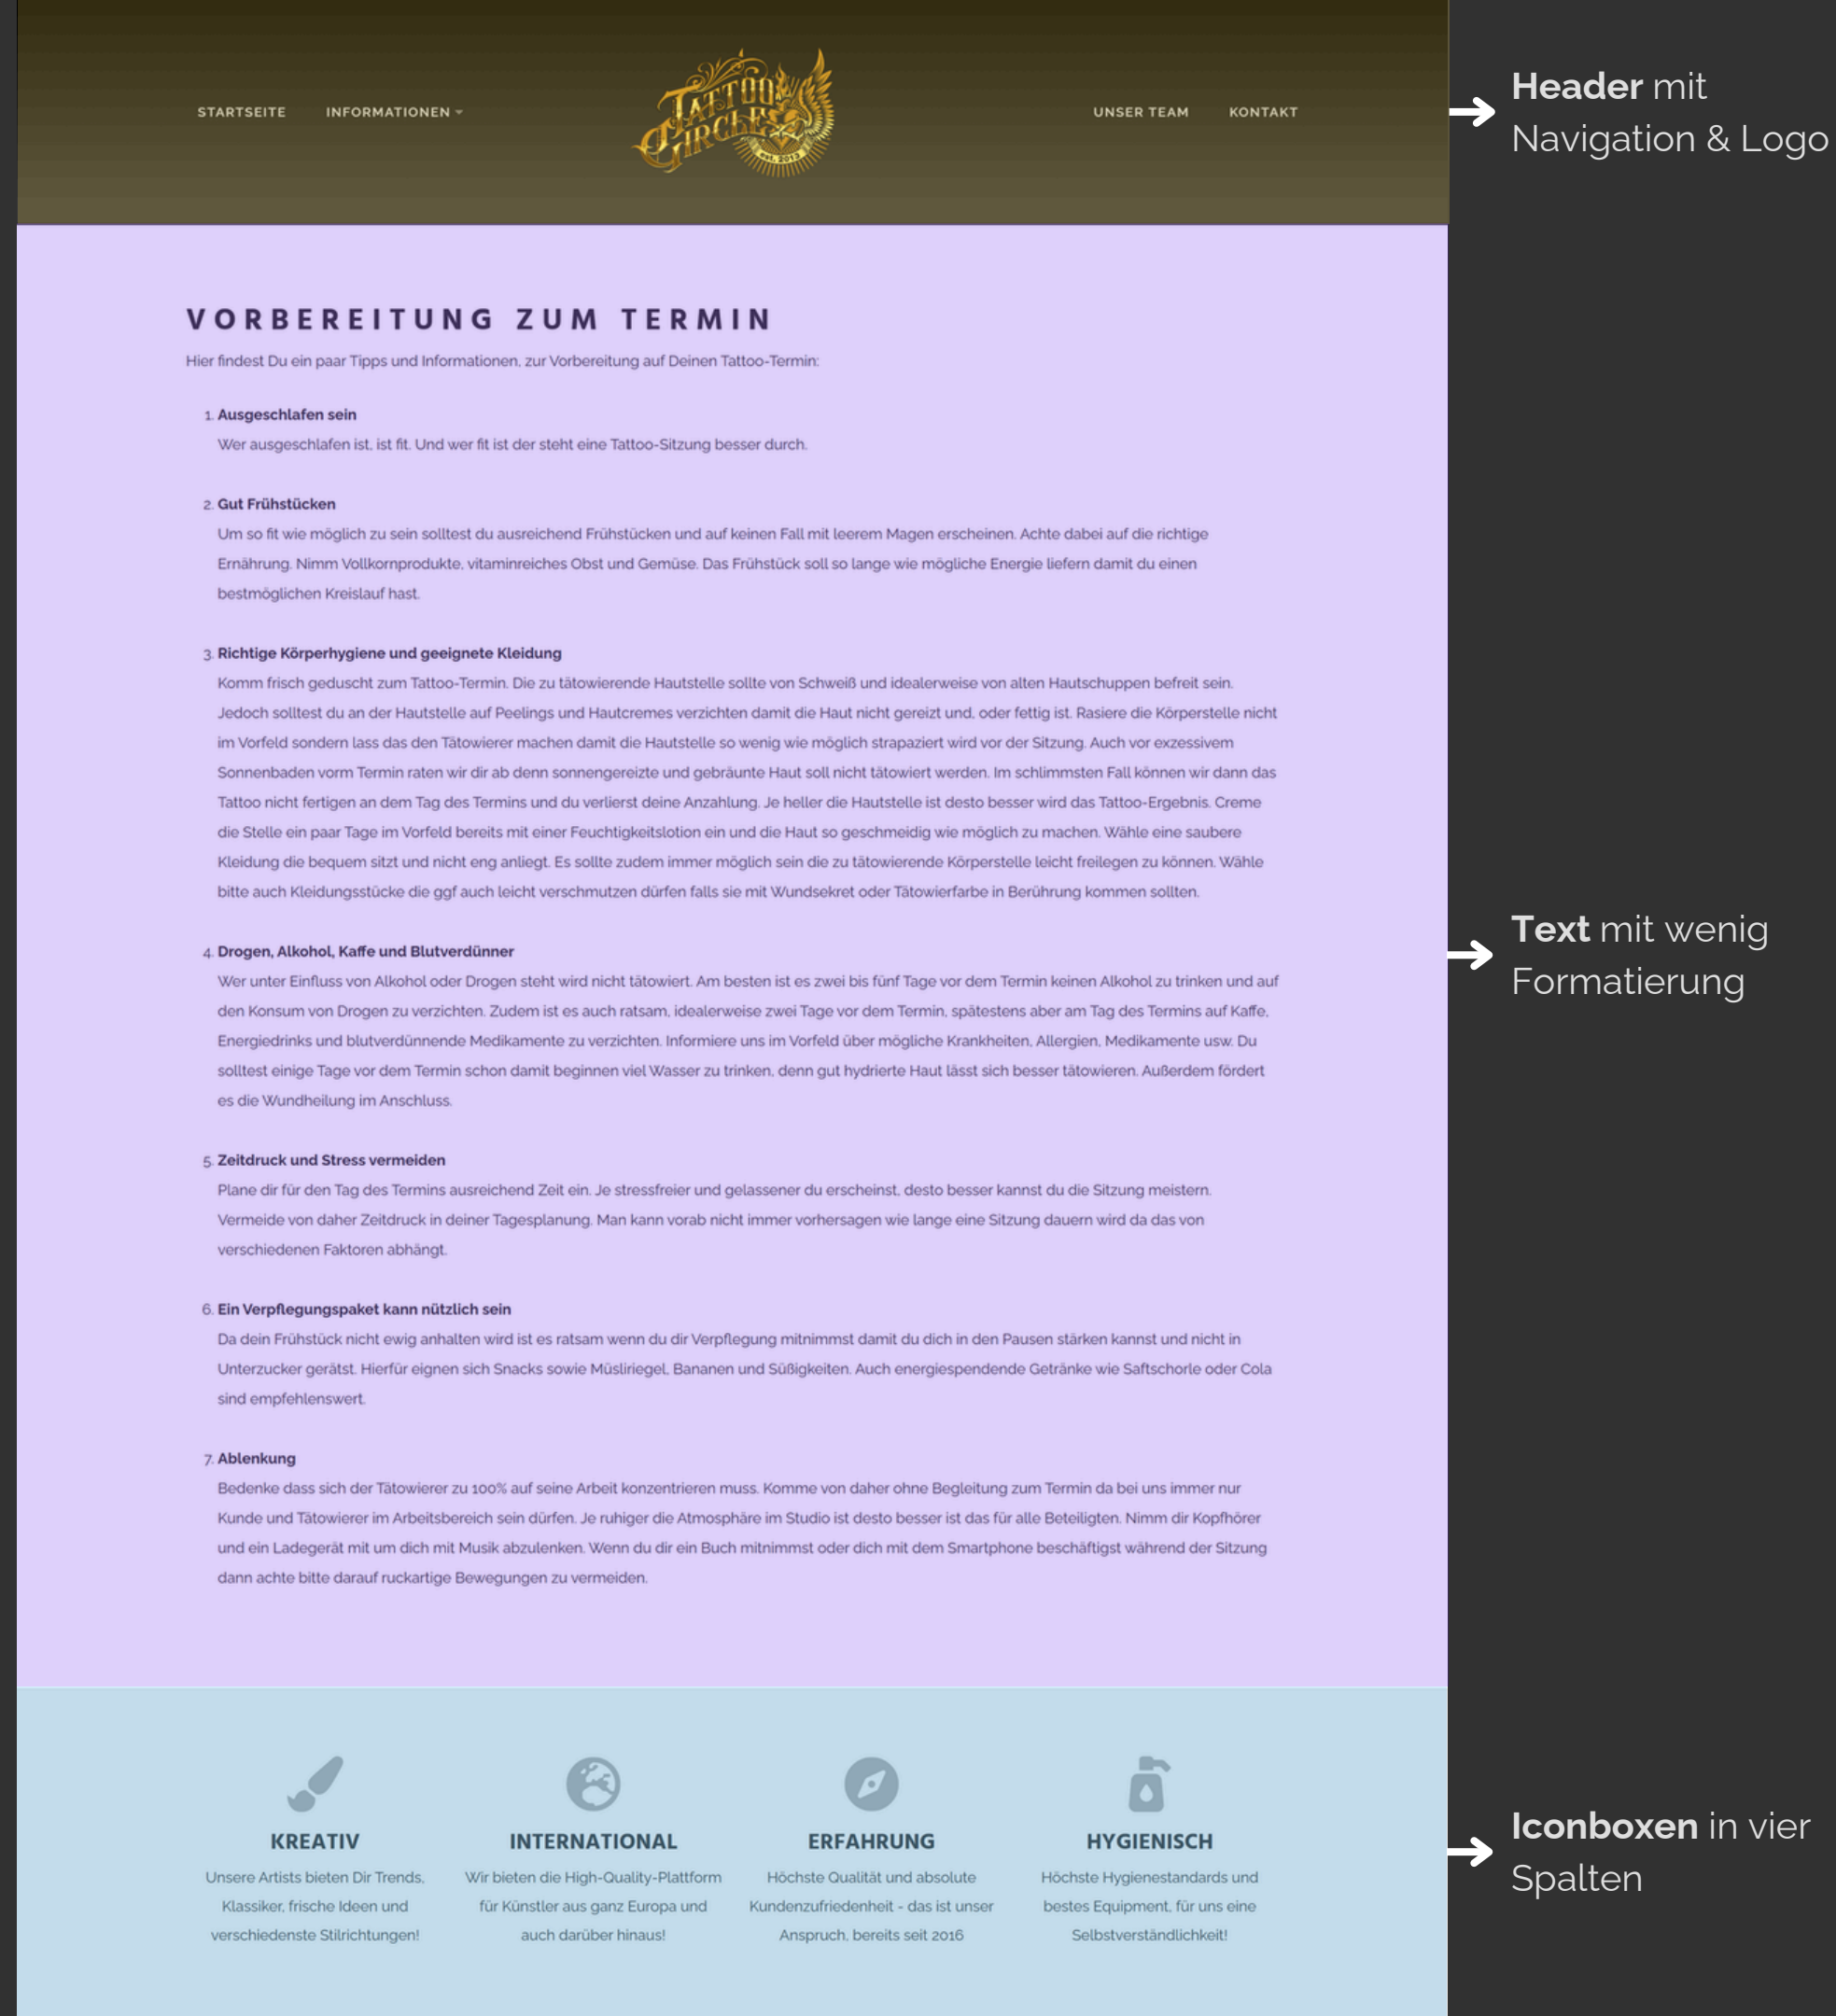 STARTSEITE
INFORMATIONEN
TATTOO
CIRCLE
est. 2013
UNSER TEAM
KONTAKT
Header mit
Navigation & Logo
VORBEREITUNG ZUM TERMIN
Hier findest Du ein paar Tipps und Informationen, zur Vorbereitung auf Deinen Tattoo-Termin:
1. Ausgeschlafen sein
Wer ausgeschlafen ist, ist fit. Und wer fit ist der steht eine Tattoo-Sitzung besser durch.
2. Gut Frühstücken
Um so fit wie möglich zu sein solltest du ausreichend Frühstücken und auf keinen Fall mit leerem Magen erscheinen. Achte dabei auf die richtige
Ernährung. Nimm Vollkornprodukte, vitaminreiches Obst und Gemüse. Das Frühstück soll so lange wie mögliche Energie liefern damit du einen
bestmöglichen Kreislauf hast.
3. Richtige Körperhygiene und geeignete Kleidung
Komm frisch geduscht zum Tattoo-Termin. Die zu tätowierende Hautstelle sollte von Schweiß und idealerweise von alten Hautschuppen befreit sein.
Jedoch solltest du an der Hautstelle auf Peelings und Hautcremes verzichten damit die Haut nicht gereizt und, oder fettig ist. Rasiere die Körperstelle nicht
im Vorfeld sondern lass das den Tätowierer machen damit die Hautstelle so wenig wie möglich strapaziert wird vor der Sitzung. Auch vor exzessivem
Sonnenbaden vorm Termin raten wir dir ab denn sonnengereizte und gebräunte Haut soll nicht tätowiert werden. Im schlimmsten Fall können wir dann das
Tattoo nicht fertigen an dem Tag des Termins und du verlierst deine Anzahlung. Je heller die Hautstelle ist desto besser wird das Tattoo-Ergebnis. Creme
die Stelle ein paar Tage im Vorfeld bereits mit einer Feuchtigkeitslotion ein und die Haut so geschmeidig wie möglich zu machen. Wähle eine saubere
Kleidung die bequem sitzt und nicht eng anliegt. Es sollte zudem immer möglich sein die zu tätowierende Körperstelle leicht freilegen zu können. Wähle
bitte auch Kleidungsstücke die ggf auch leicht verschmutzen dürfen falls sie mit Wundsekret oder Tätowierfarbe in Berührung kommen sollten.
4. Drogen, Alkohol, Kaffe und Blutverdünner
Wer unter Einfluss von Alkohol oder Drogen steht wird nicht tätowiert. Am besten ist es zwei bis fünf Tage vor dem Termin keinen Alkohol zu trinken und auf
den Konsum von Drogen zu verzichten. Zudem ist es auch ratsam, idealerweise zwei Tage vor dem Termin, spätestens aber am Tag des Termins auf Kaffe,
Energiedrinks und blutverdünnende Medikamente zu verzichten. Informiere uns im Vorfeld über mögliche Krankheiten, Allergien, Medikamente usw. Du
solltest einige Tage vor dem Termin schon damit beginnen viel Wasser zu trinken, denn gut hydrierte Haut lässt sich besser tätowieren. Außerdem fördert
es die Wundheilung im Anschluss.
Text mit wenig
Formatierung
5. Zeitdruck und Stress vermeiden
Plane dir für den Tag des Termins ausreichend Zeit ein. Je stressfreier und gelassener du erscheinst, desto besser kannst du die Sitzung meistern.
Vermeide von daher Zeitdruck in deiner Tagesplanung. Man kann vorab nicht immer vorhersagen wie lange eine Sitzung dauern wird da das von
verschiedenen Faktoren abhängt.
6. Ein Verpflegungspaket kann nützlich sein
Da dein Frühstück nicht ewig anhalten wird ist es ratsam wenn du dir Verpflegung mitnimmst damit du dich in den Pausen stärken kannst und nicht in
Unterzucker gerätst. Hierfür eignen sich Snacks sowie Müsliriegel, Bananen und Süßigkeiten. Auch energiespendende Getränke wie Saftschorle oder Cola
sind empfehlenswert.
7. Ablenkung
Bedenke dass sich der Tätowierer zu 100% auf seine Arbeit konzentrieren muss. Komme von daher ohne Begleitung zum Termin da bei uns immer nur
Kunde und Tätowierer im Arbeitsbereich sein dürfen. Je ruhiger die Atmosphäre im Studio ist desto besser ist das für alle Beteiligten. Nimm dir Kopfhörer
und ein Ladegerät mit um dich mit Musik abzulenken. Wenn du dir ein Buch mitnimmst oder dich mit dem Smartphone beschäftigst während der Sitzung
dann achte bitte darauf ruckartige Bewegungen zu vermeiden.
KREATIV
Unsere Artists bieten Dir Trends,
Klassiker, frische Ideen und
verschiedenste Stilrichtungen!
INTERNATIONAL
Wir bieten die High-Quality-Plattform
für Künstler aus ganz Europa und
auch darüber hinaus!
ERFAHRUNG
Höchste Qualität und absolute
Kundenzufriedenheit - das ist unser
Anspruch, bereits seit 2016
HYGIENISCH
Höchste Hygienestandards und
bestes Equipment, für uns eine
Selbstverständlichkeit!
Iconboxen in vier
Spalten